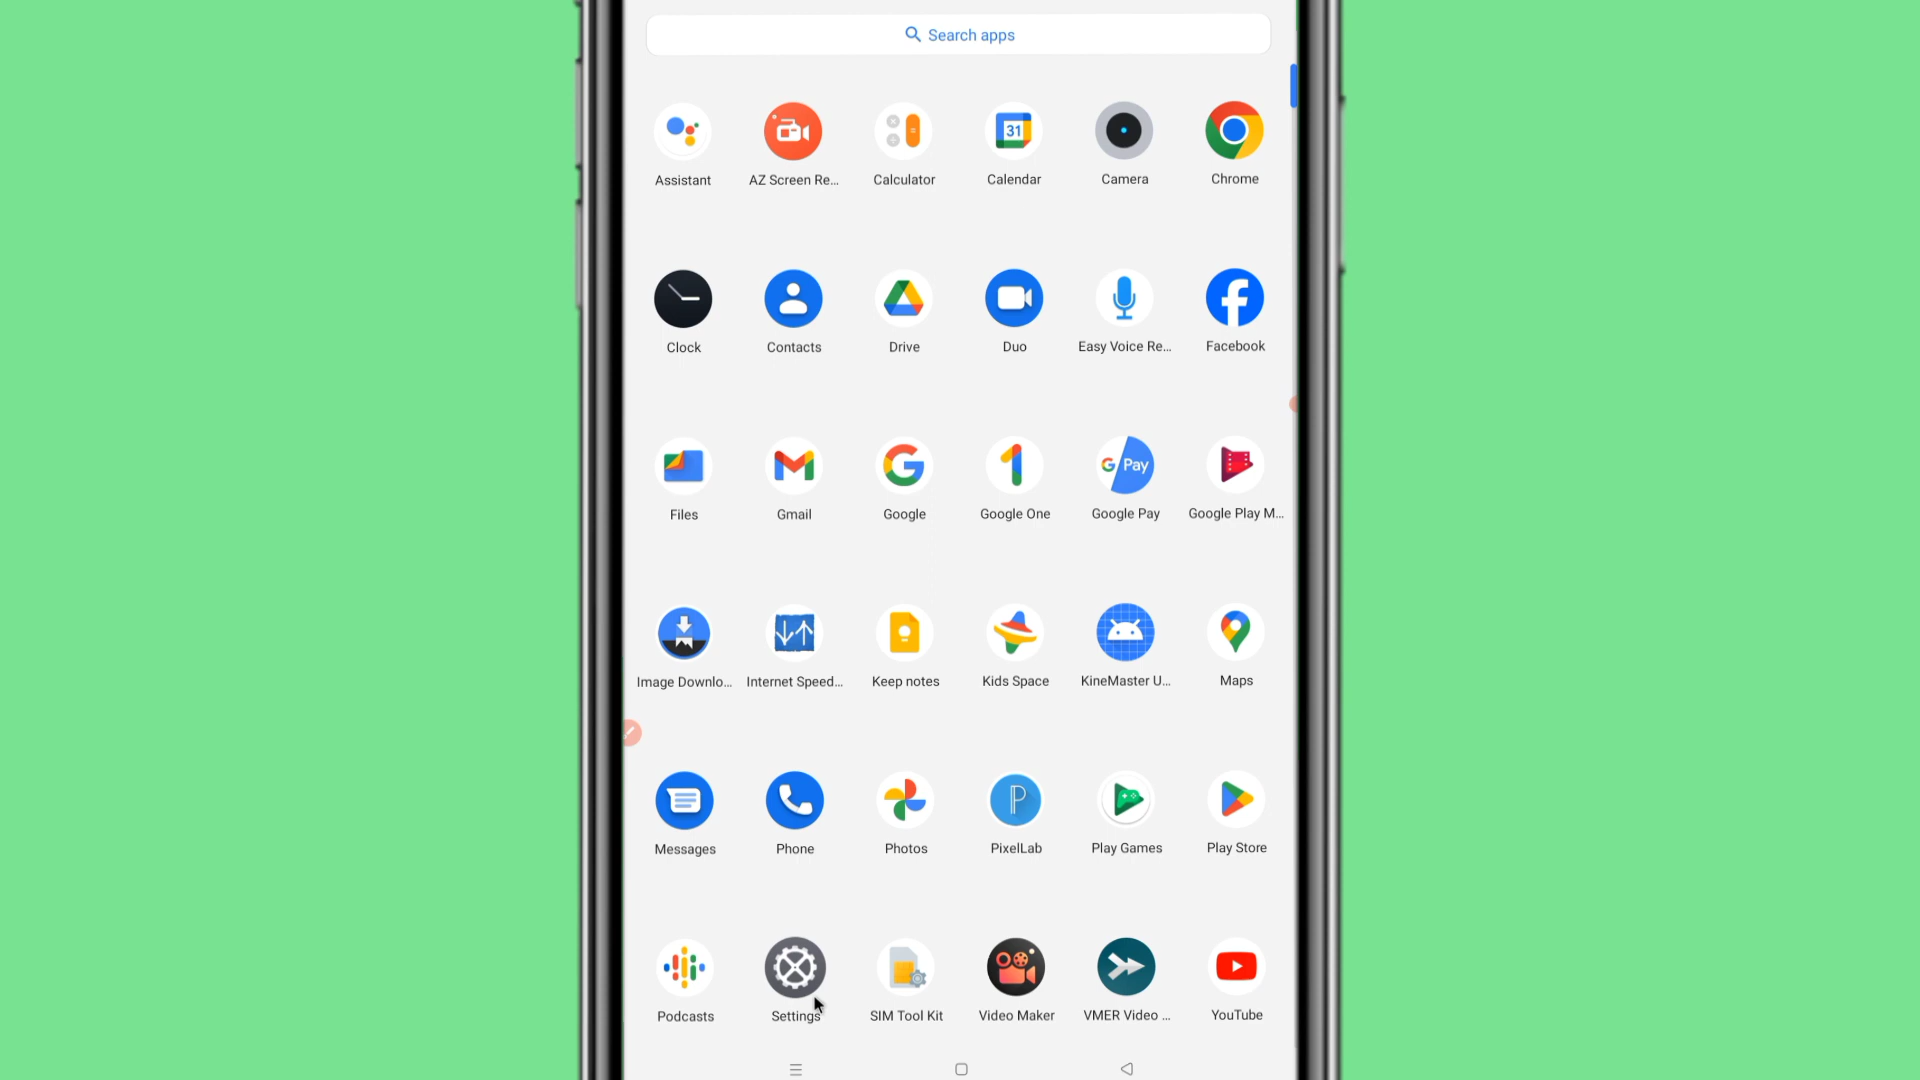 Search apps
Assistant
AZ Screen Re...
31
Calculator
Calendar
Camera
Chrome
Clock
Contacts
Drive
Duo
Easy Voice Re...
Facebook
G Pay
Files
Gmail
Google
Google One
Google Pay
Google Play M...
Image Downlo...
Internet Speed...
Keep notes
Kids Space
KineMaster U...
Maps
Messages
Phone
Photos
PixelLab
Play Games
Play Store
Podcasts
Settings
SIM Tool Kit
Video Maker
VMER Video ...
YouTube